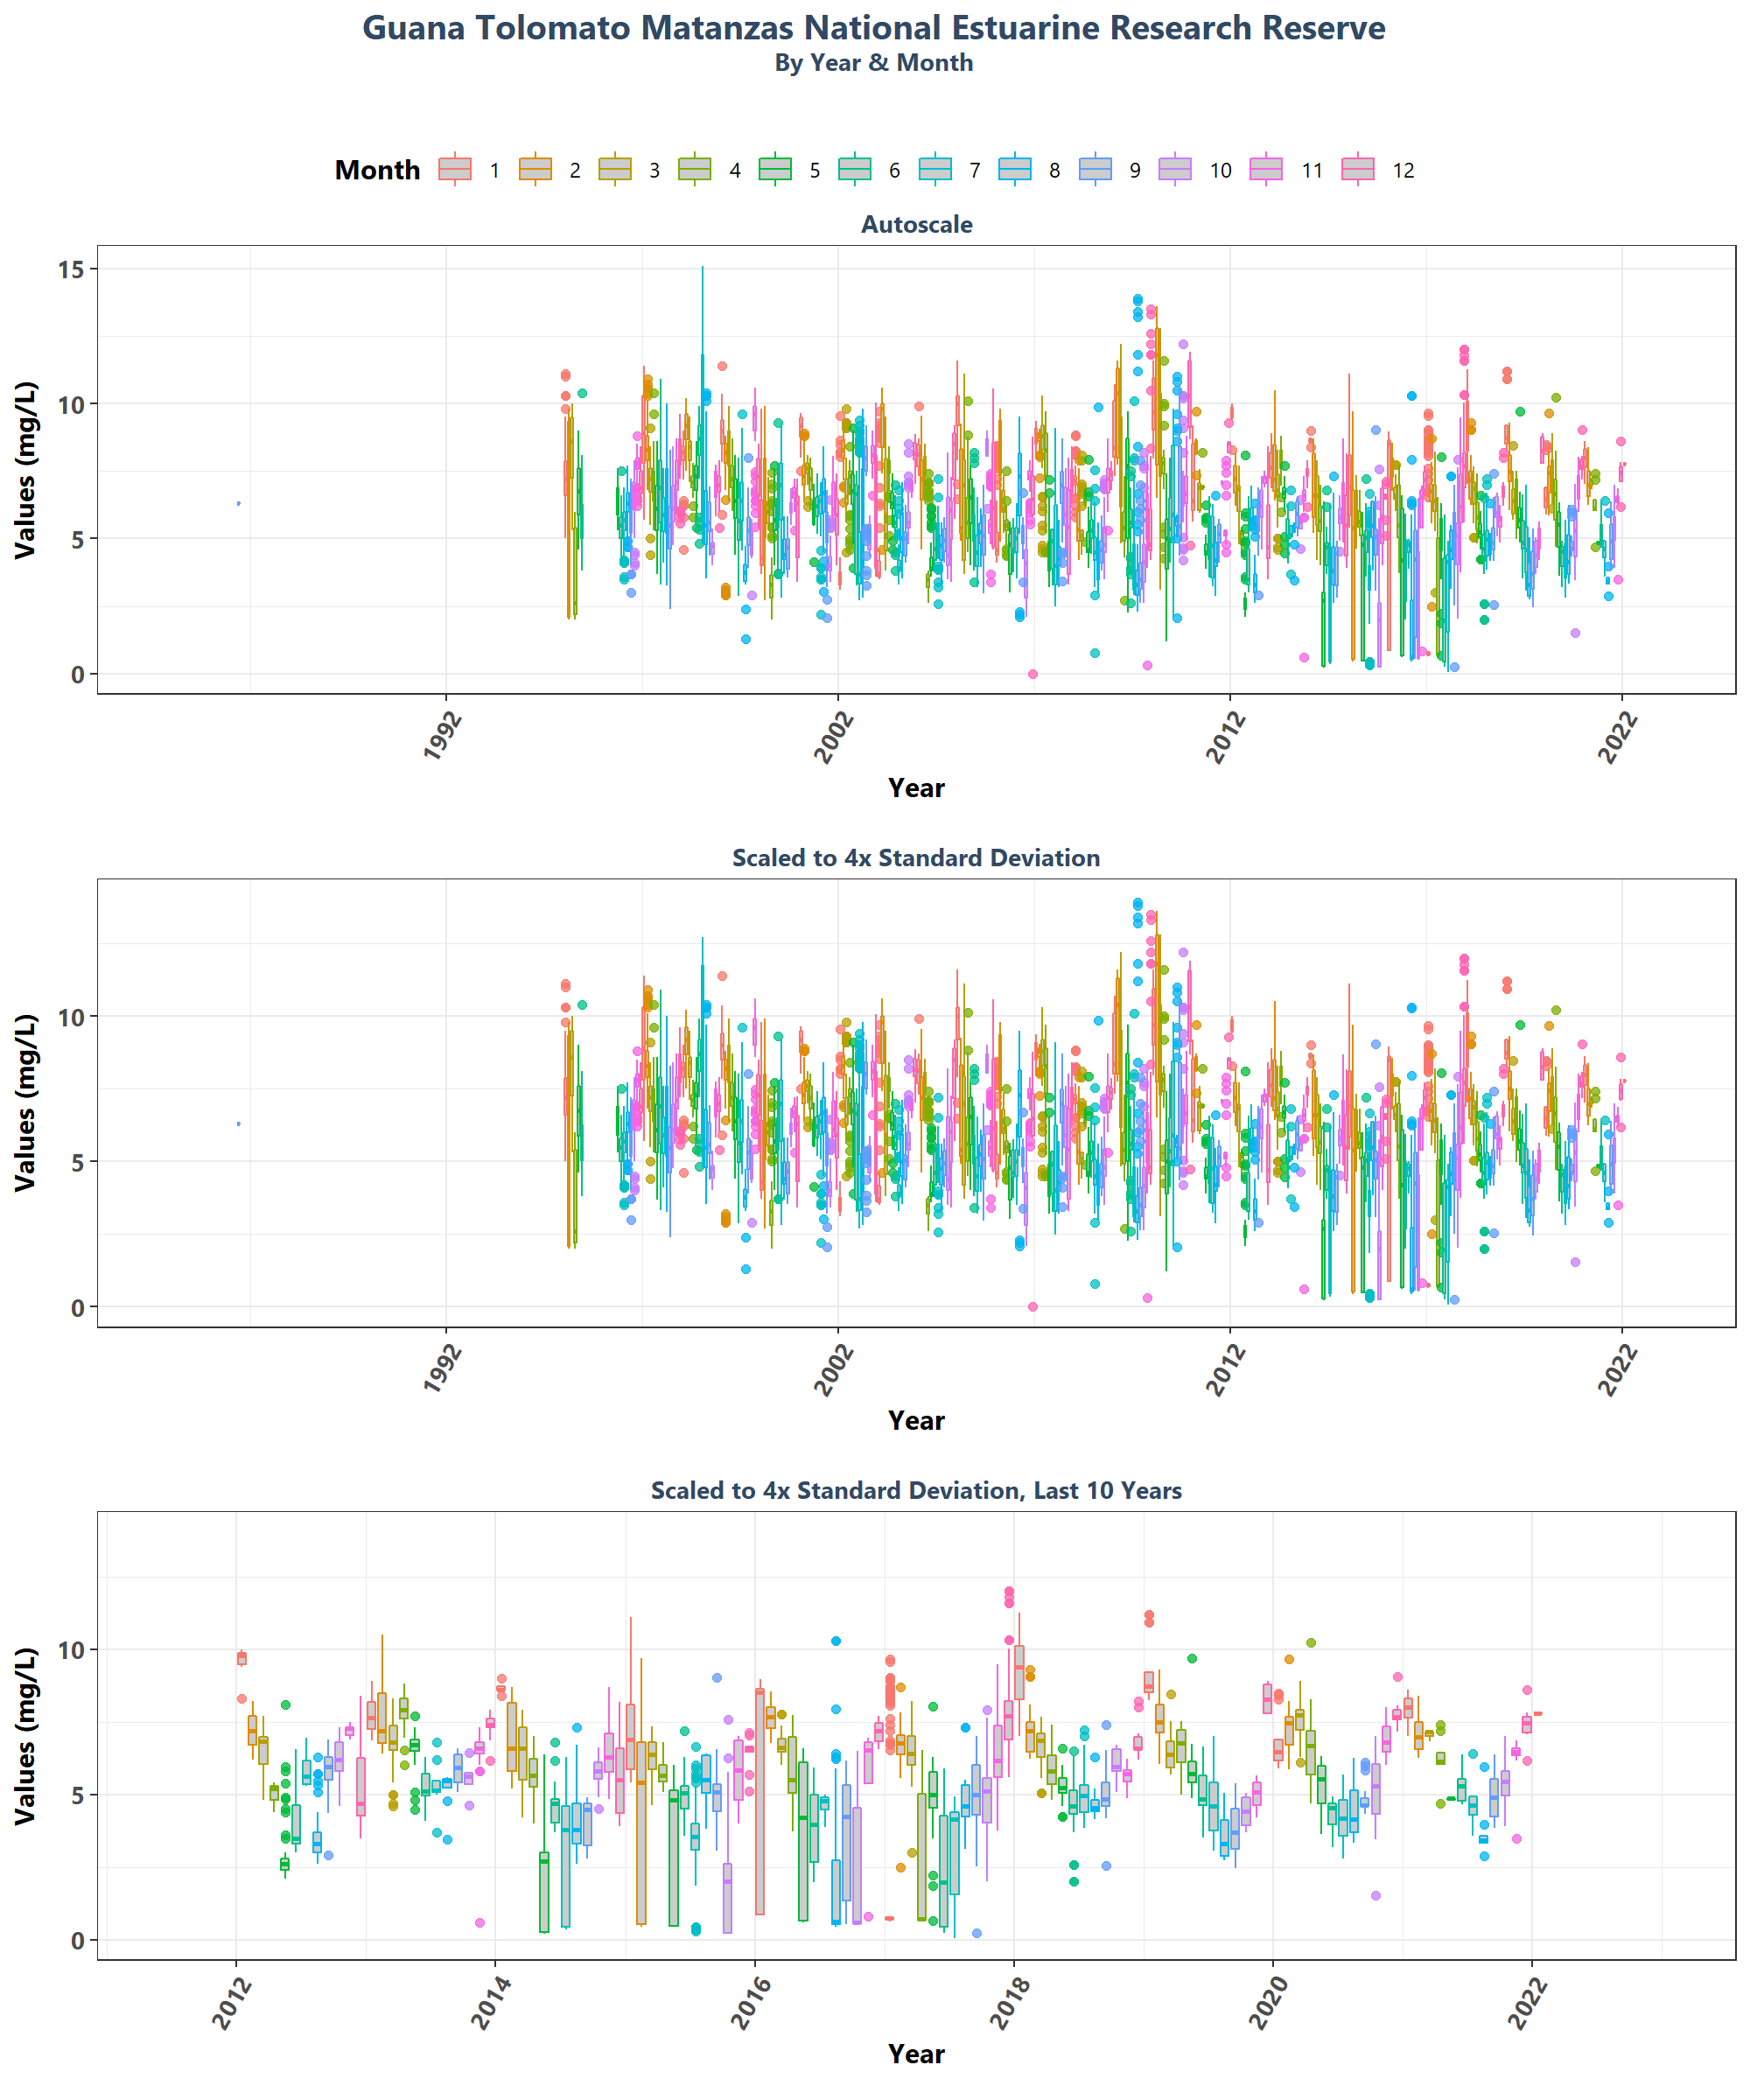 Guana Tolomato Matanzas National Estuarine Research Reserve
By Year & Month
Month 1 2 3 4 5 6 7 8 9 10 11 12
Autoscale
Values (mg/L)
15
10
5
0
1992 2002 2012 2022
Year
Scaled to 4x Standard Deviation
Values (mg/L)
10
5
0
1992 2002 2012 2022
Year
Scaled to 4x Standard Deviation, Last 10 Years
Values (mg/L)
10
5
0
2012 2014 2016 2018 2020 2022
Year